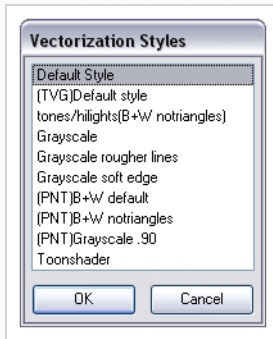 Vectorization Styles
Default Style
(TVG)Default style
tones/hilights(B+W notriangles)
Grayscale
Grayscale rougher lines
Grayscale soft edge
(PNT)B+W default
(PNT)B+W notriangles
(PNT)Grayscale .90
Toonshader
OK
Cancel